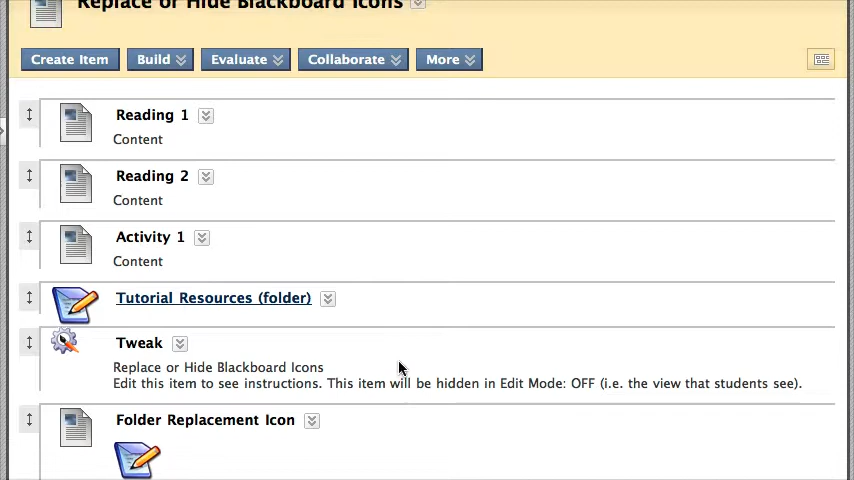 Replace or Hide Blackboard Icons
Create Item Build Evaluate Collaborate More
Reading 1
Content
Reading 2
Content
Activity 1
Content
Tutorial Resources (folder)
Tweak
Replace or Hide Blackboard Icons
Edit this item to see instructions. This item will be hidden in Edit Mode: OFF (i.e. the view that students see).
Folder Replacement Icon